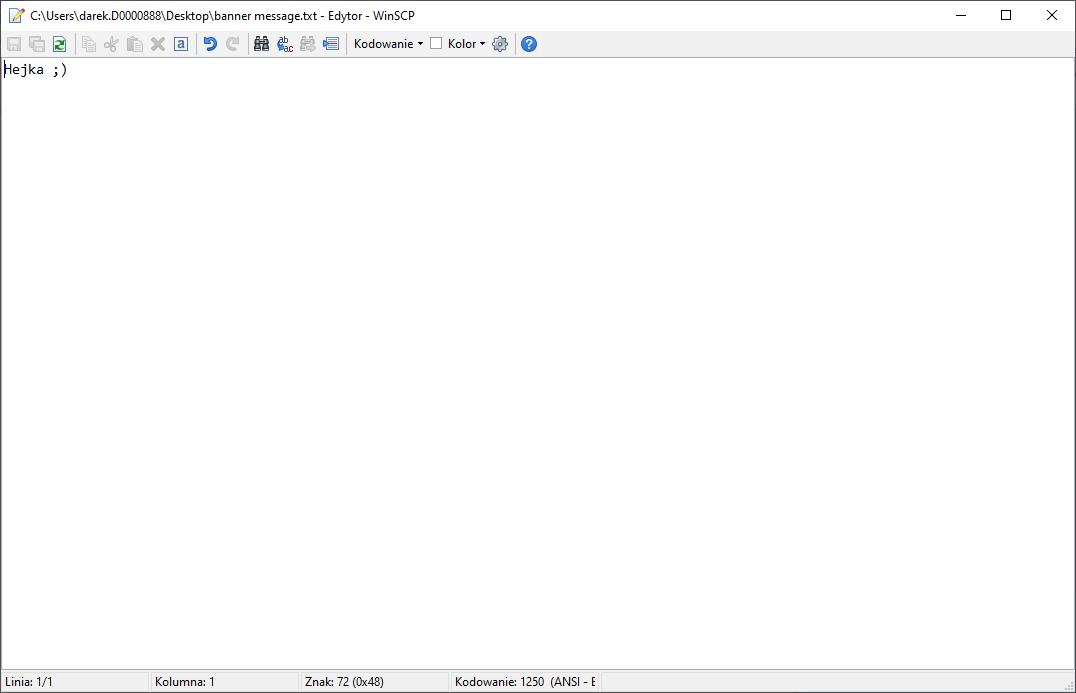 C:\Users\darek.D0000888\Desktop\banner message.txt - Edytor - WinSCP
Kodowanie Kolor
Hejka ;)
Linia: 1/1 Kolumna: 1 Znak: 72 (0x48) Kodowanie: 1250 (ANSI - E